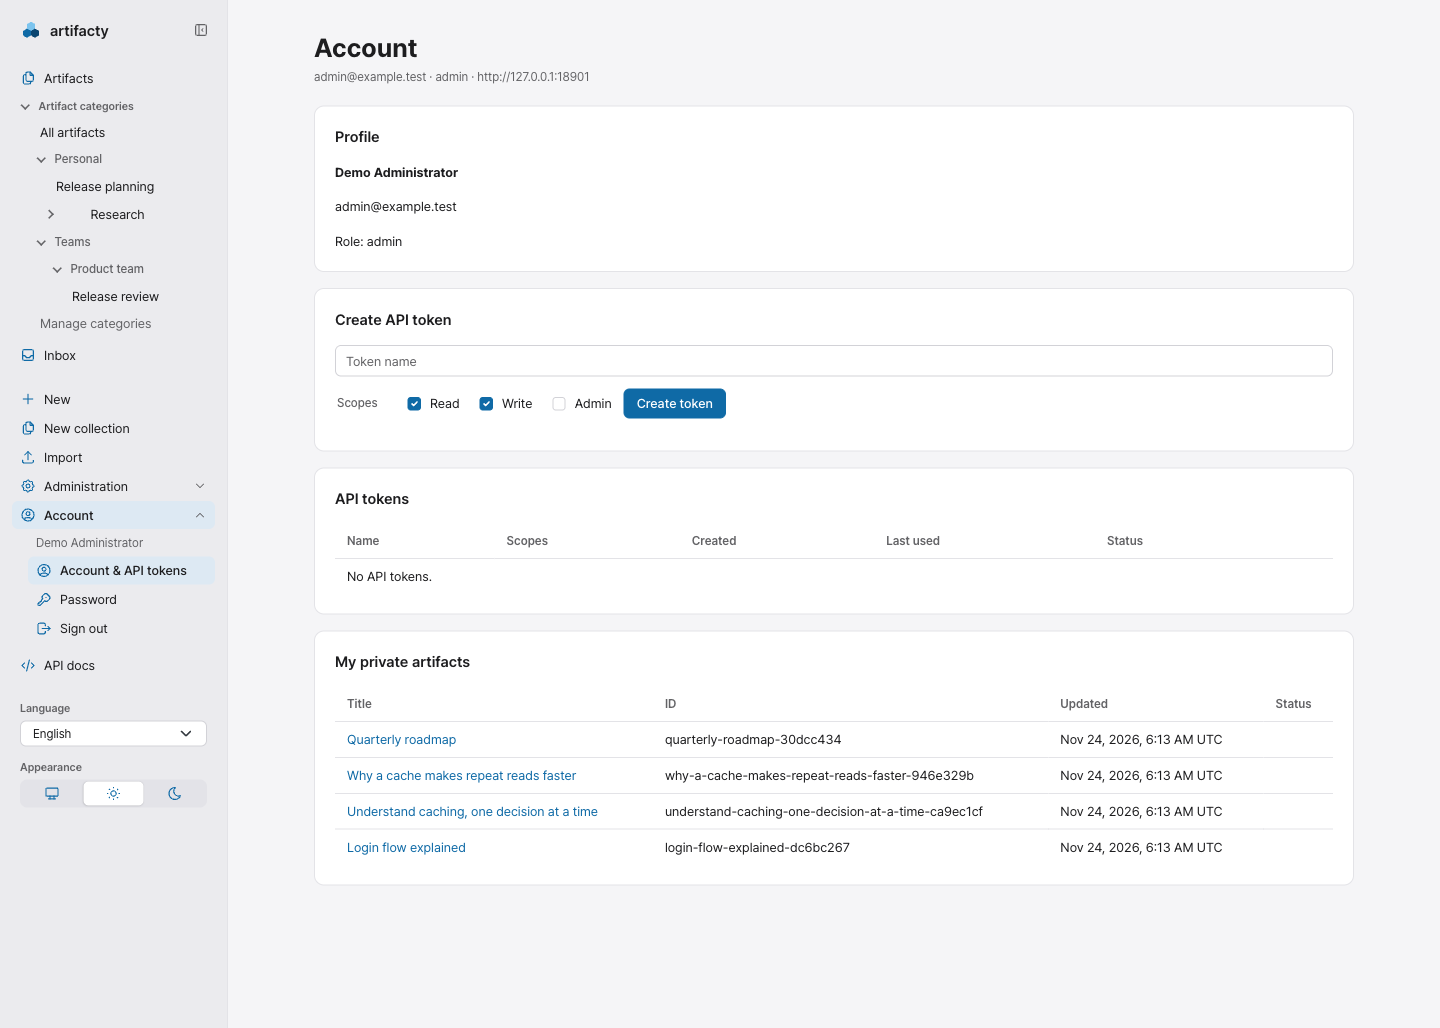 artifacty
Artifacts
Artifact categories
All artifacts
Personal
Release planning
Research
Teams
Product team
Release review
Manage categories
Inbox
New
New collection
Import
Administration
Account
Demo Administrator
Account & API tokens
Password
Sign out
API docs
Language
English
Appearance
Account
admin@example.test · admin · http://127.0.0.1:18901
Profile
Demo Administrator
admin@example.test
Role: admin
Create API token
Token name
Scopes Read Write Admin Create token
API tokens
Name Scopes Created Last used Status
No API tokens.
My private artifacts
Title ID Updated Status
Quarterly roadmap quarterly-roadmap-30dcc434 Nov 24, 2026, 6:13 AM UTC
Why a cache makes repeat reads faster why-a-cache-makes-repeat-reads-faster-946e329b Nov 24, 2026, 6:13 AM UTC
Understand caching, one decision at a time understand-caching-one-decision-at-a-time-ca9ec1cf Nov 24, 2026, 6:13 AM UTC
Login flow explained login-flow-explained-dc6bc267 Nov 24, 2026, 6:13 AM UTC